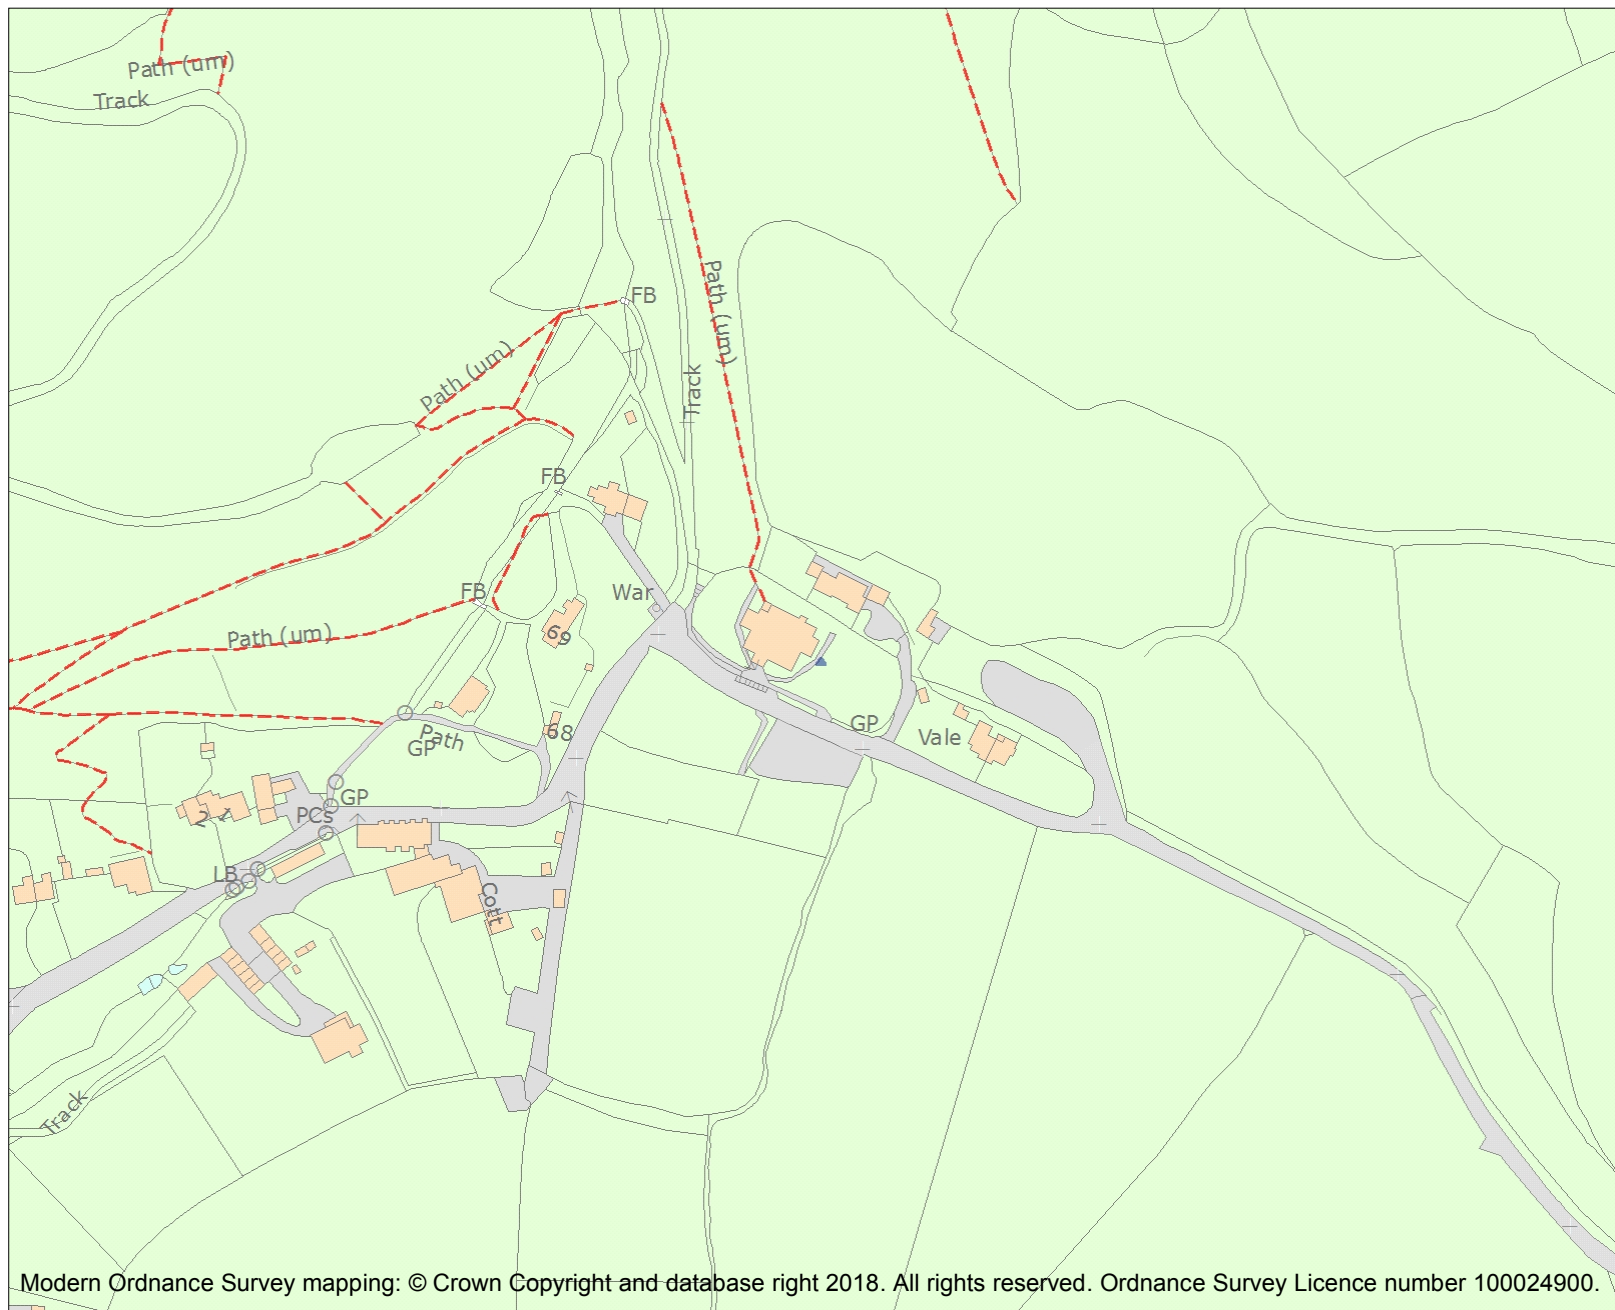 Path (um)
Track
Path (um)
FB
Path (um)
Track
FB
FB
War
Path (um)
69
68
Path
GP
GP
Vale
GP
PCs
2
1
LB
Cott
Track
Modern Ordnance Survey mapping: © Crown Copyright and database right 2018. All rights reserved. Ordnance Survey Licence number 100024900.